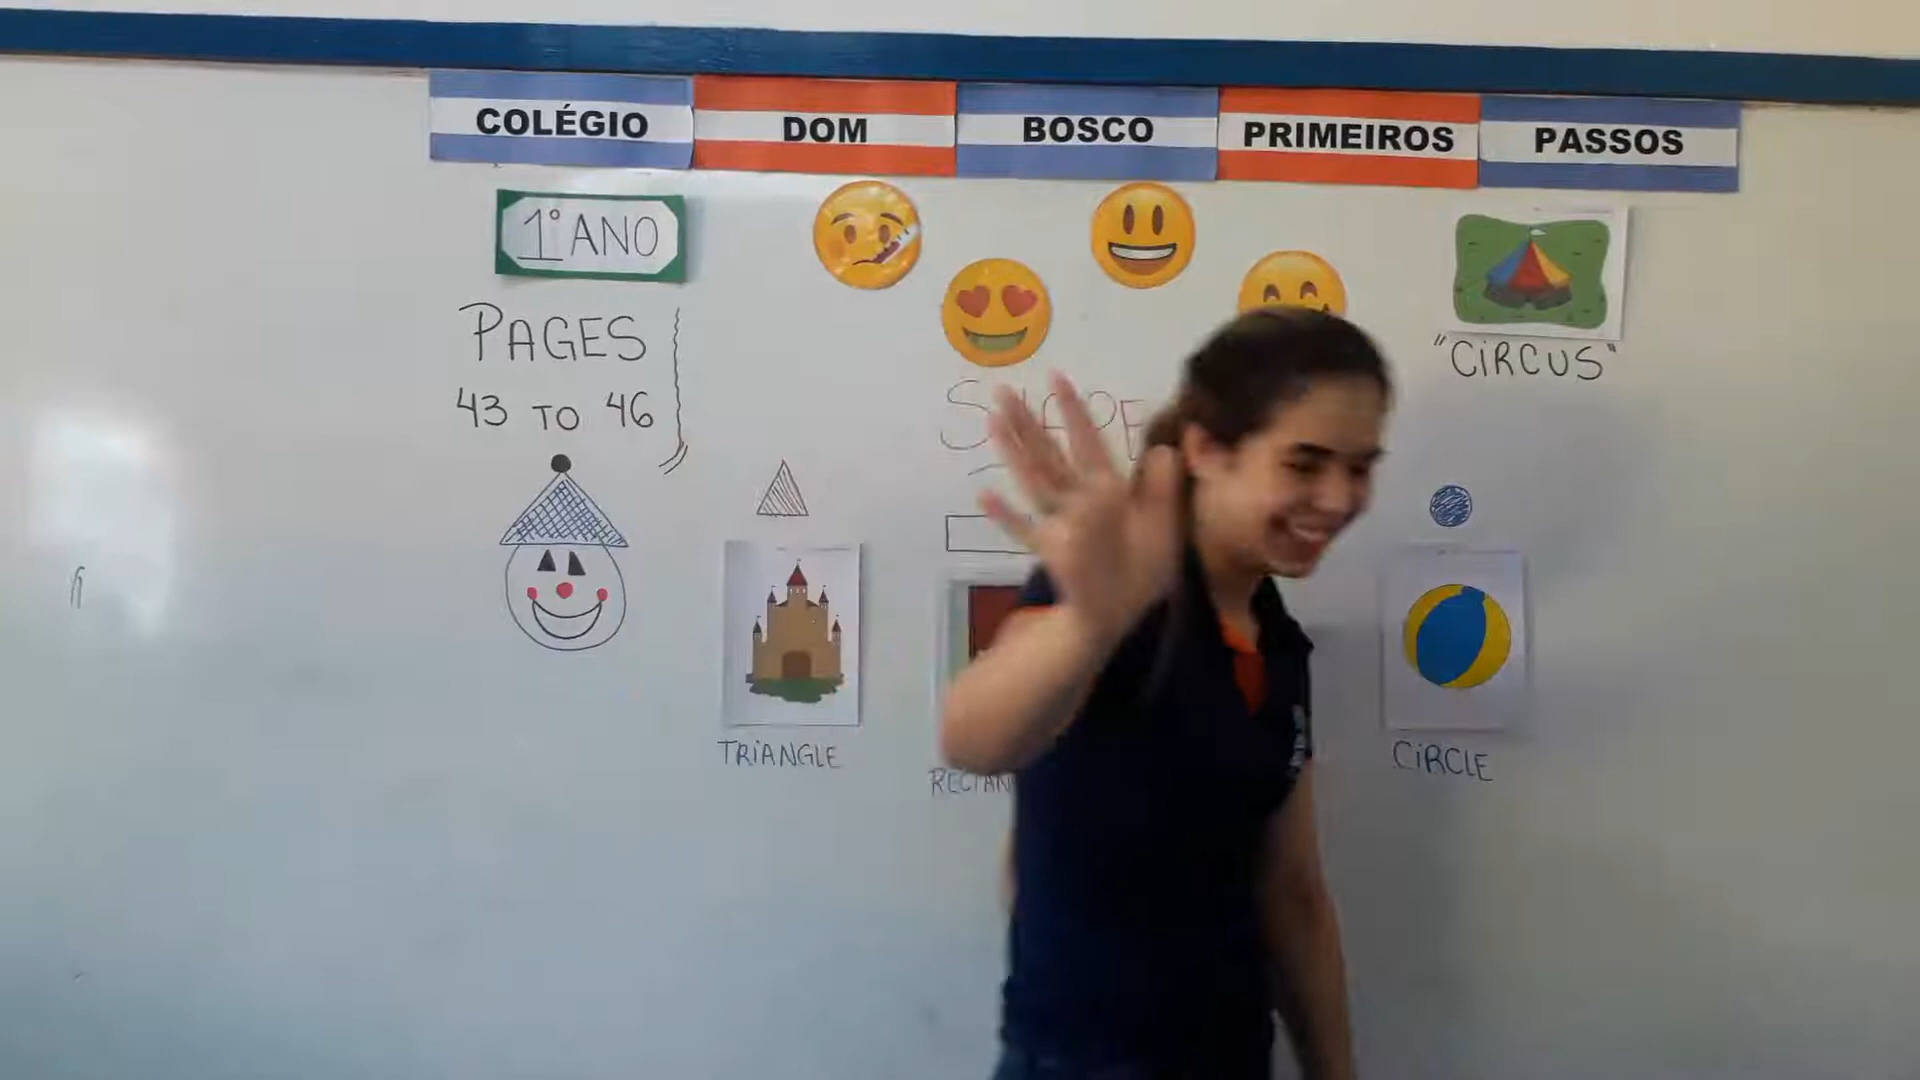 COLÉGIO DOM BOSCO PRIMEIROS PASSOS
1º ANO
PAGES
43 TO 46
"CIRCUS"
TRIANGLE
CIRCLE